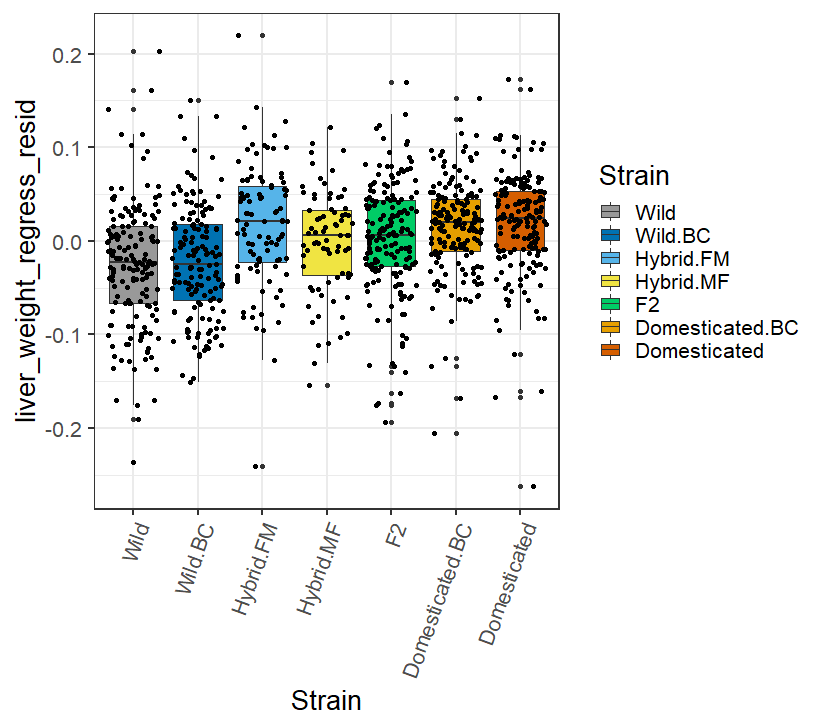 liver_weight_regress_resid
0.2
0.1
0.0
-0.1
-0.2
Wild
Wild.BC
Hybrid.FM
Hybrid.MF
F2
Domesticated.BC
Domesticated
Strain
Strain
Wild
Wild.BC
Hybrid.FM
Hybrid.MF
F2
Domesticated.BC
Domesticated